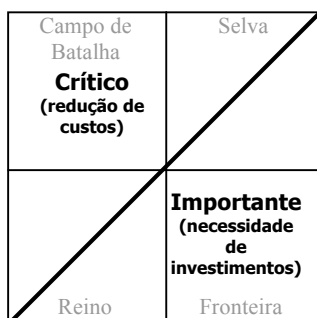 Campo de
Batalha
Crítico
(redução de
custos)
Selva
Importante
(necessidade
de
investimentos)
Reino
Fronteira